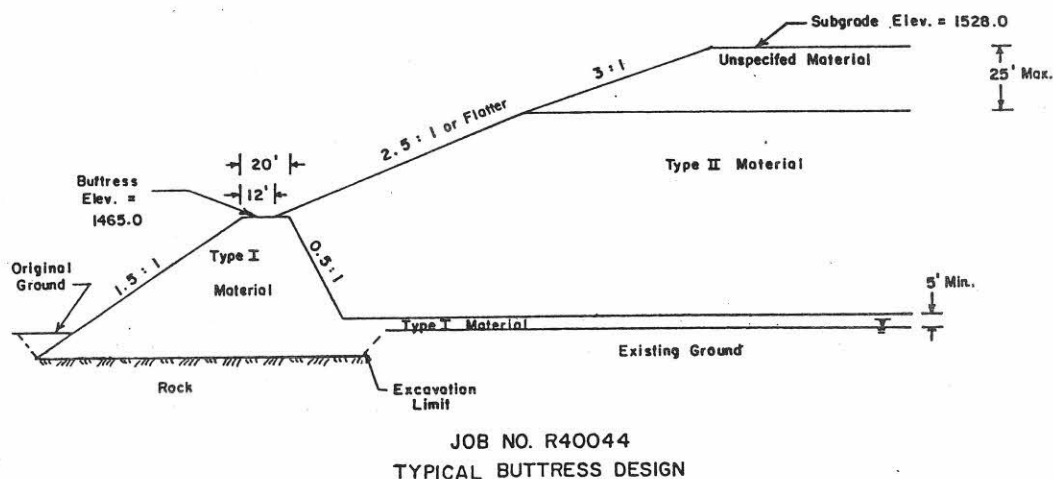 Subgrade Elev. = 1528.0
Unspecifed Material
3:1
25' Max.
2.5:1 or Flatter
Type II Material
20'
12'
Buttress
Elev. =
1465.0
Type I
Material
0.5:1
1.5:1
Original
Ground
5' Min.
Type I Material
Existing Ground
Rock
Excavation
Limit
JOB NO. R40044
TYPICAL BUTTRESS DESIGN